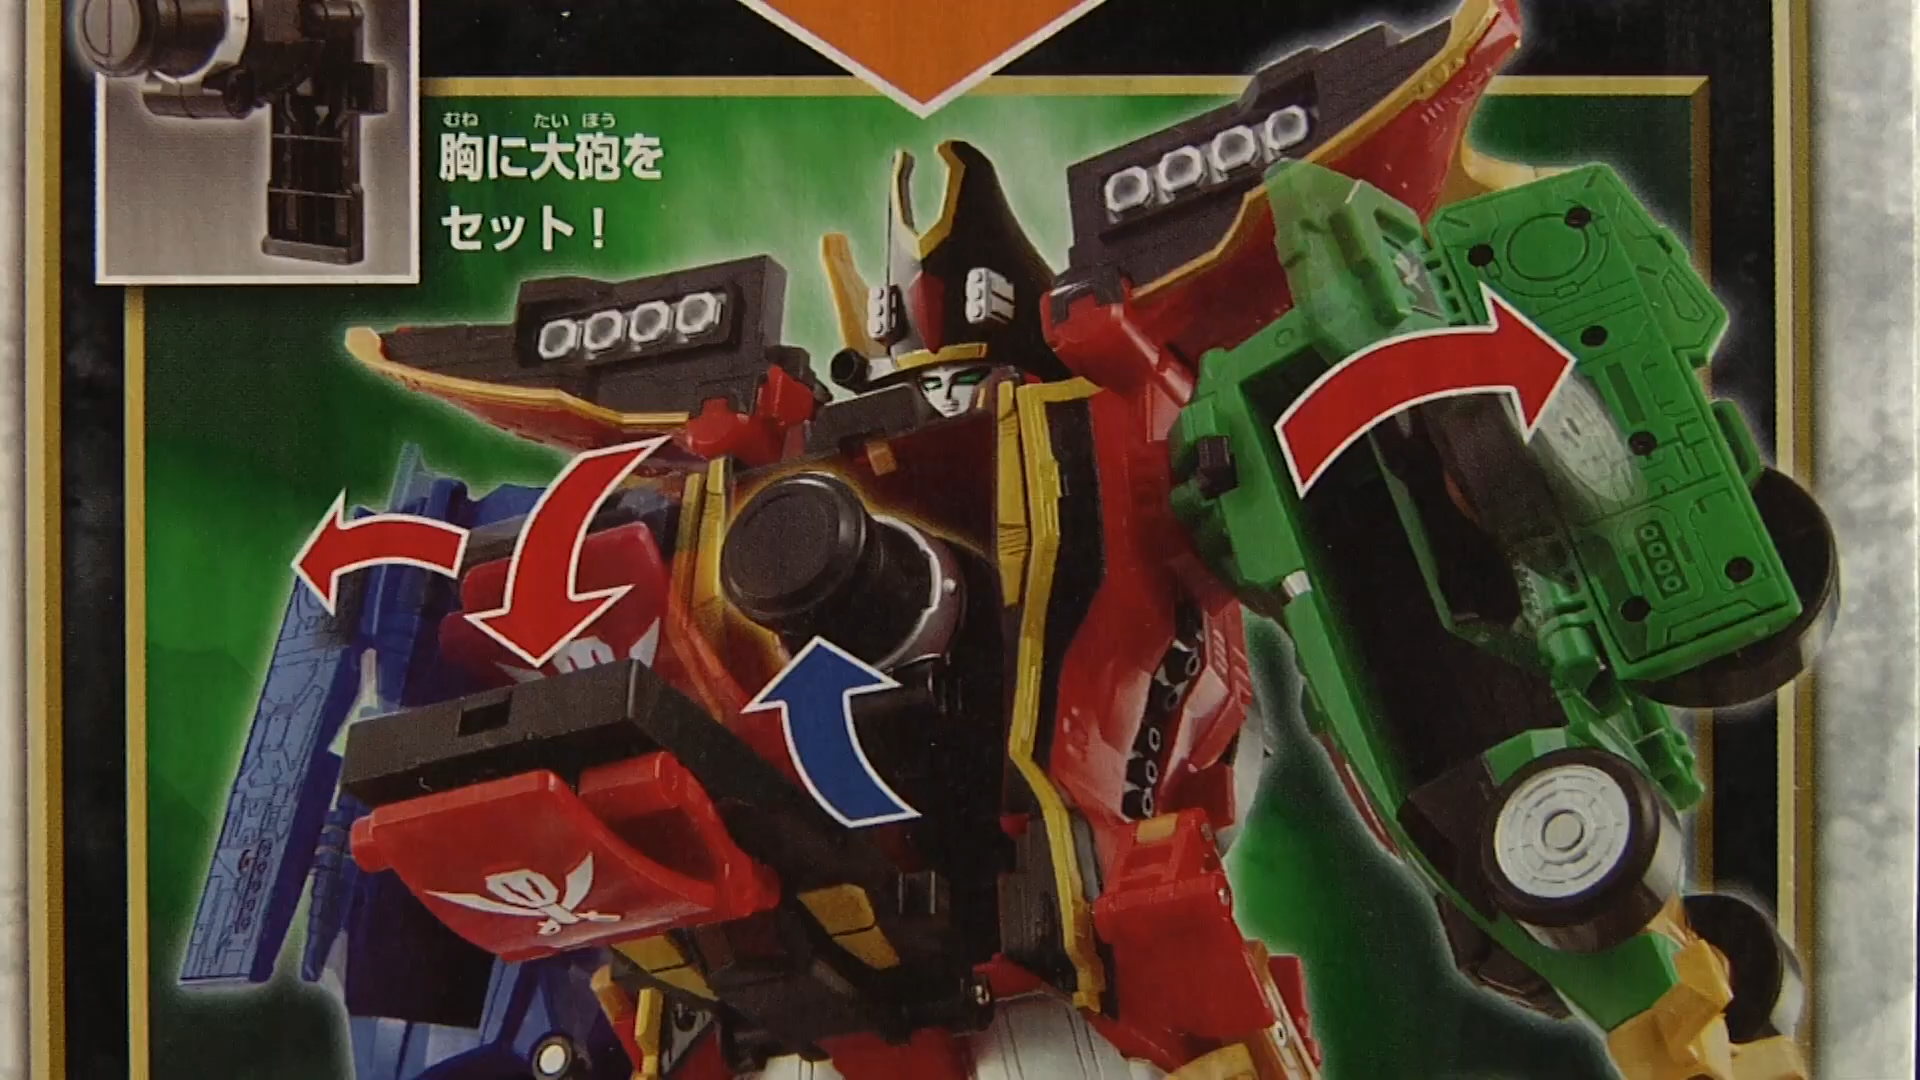 むね たい ほう
胸に大砲を
セット！